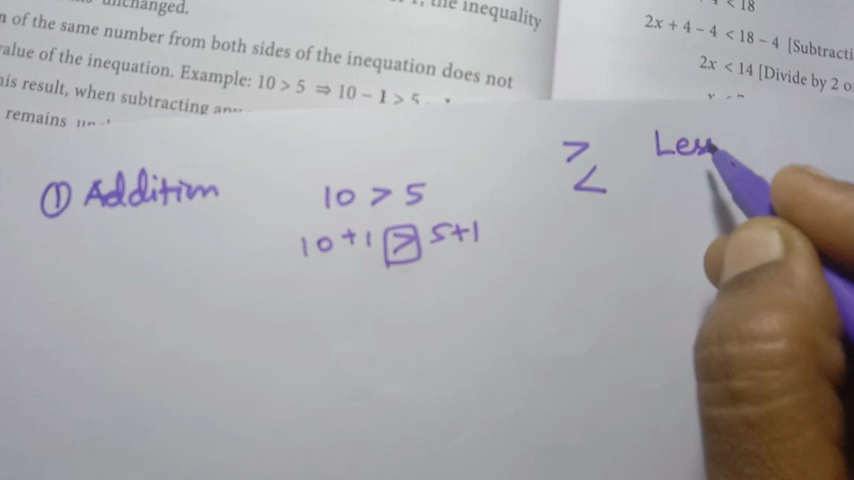 unchanged.
the inequality
n of the same number from both sides of the inequation does not
value of the inequation. Example: 10 > 5 ⇒ 10 − 1 > 5
his result, when subtracting
remains
< 18
2x + 4 − 4 < 18 − 4 [Subtracti
2x < 14 [Divide by 2 o
① Addition
10 > 5
10 + 1 > 5 + 1
>
<
Less